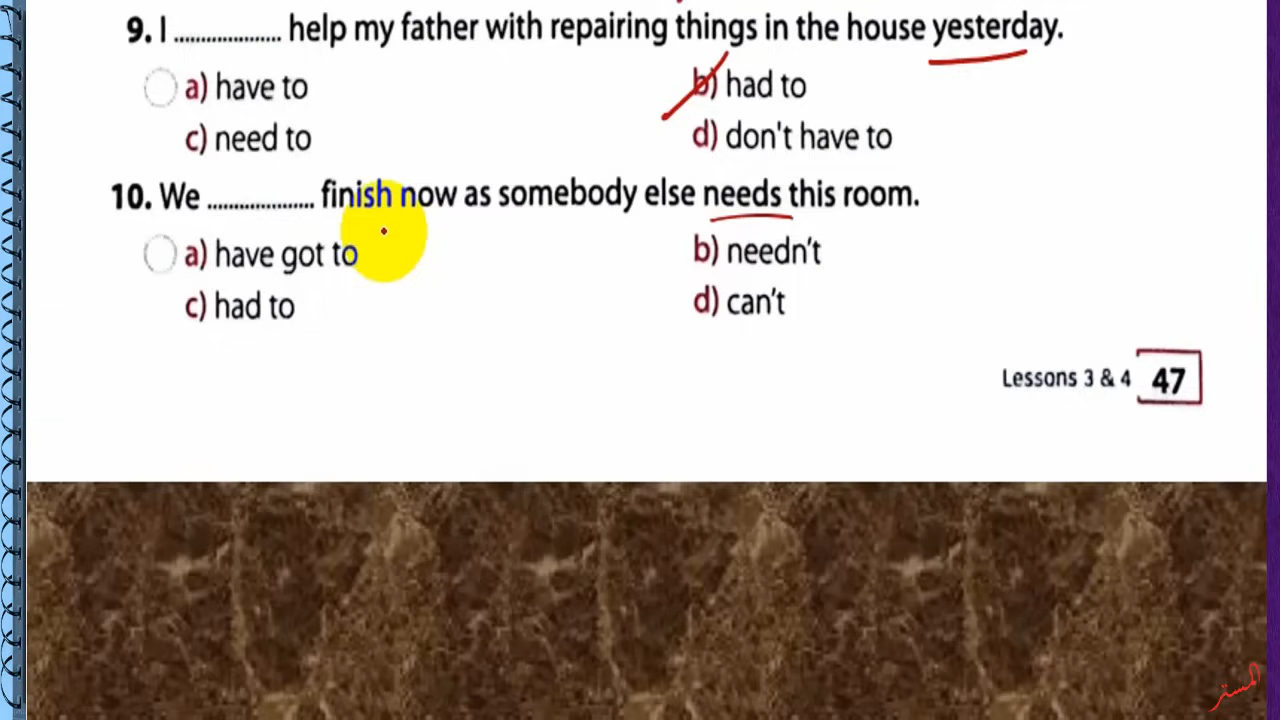 9. I .................... help my father with repairing things in the house yesterday.
a) have to
b) had to
c) need to
d) don't have to
10. We .................... finish now as somebody else needs this room.
a) have got to
b) needn't
c) had to
d) can't
Lessons 3 & 4 47
المستر